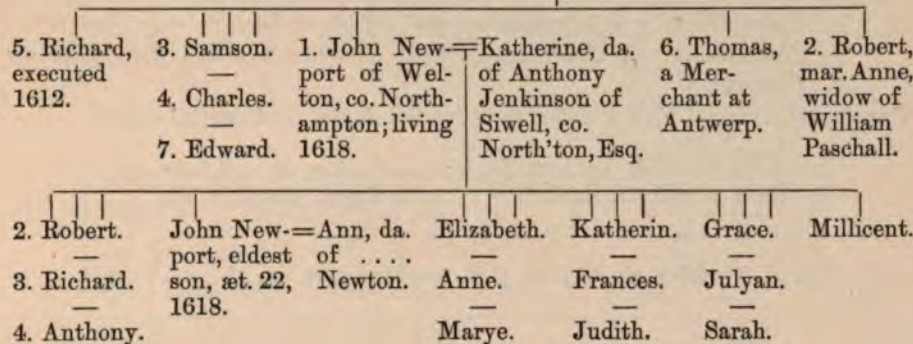 5. Richard, executed 1612.
3. Samson.
—
4. Charles.
—
7. Edward.
1. John New-
port of Wel-
ton, co. North-
ampton; living
1618.
=
Katherine, da.
of Anthony
Jenkinson of
Siwell, co.
North'ton, Esq.
6. Thomas,
a Mer-
chant at
Antwerp.
2. Robert,
mar. Anne,
widow of
William
Paschall.
2. Robert.
—
3. Richard.
—
4. Anthony.
John New-
port, eldest
son, æt. 22,
1618.
=
Ann, da.
of ....
Newton.
Elizabeth.
—
Anne.
—
Marye.
Katherin.
—
Frances.
—
Judith.
Grace.
—
Julyan.
—
Sarah.
Millicent.